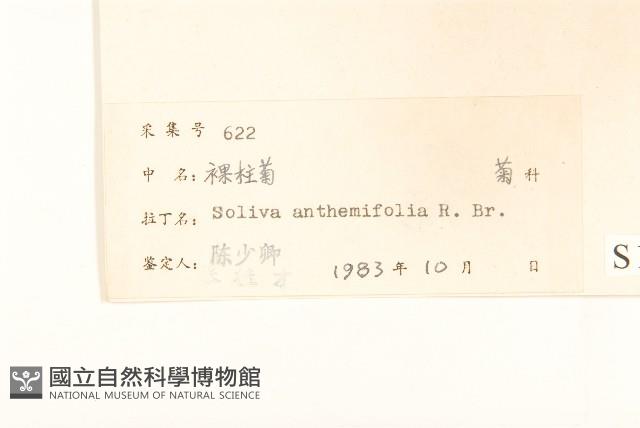 采集号 622
中 名: 裸柱菊 菊 科
拉丁名: Soliva anthemifolia R. Br.
鉴定人: 陈少卿 1983 年 10 月 日
S
國立自然科學博物館
NATIONAL MUSEUM OF NATURAL SCIENCE